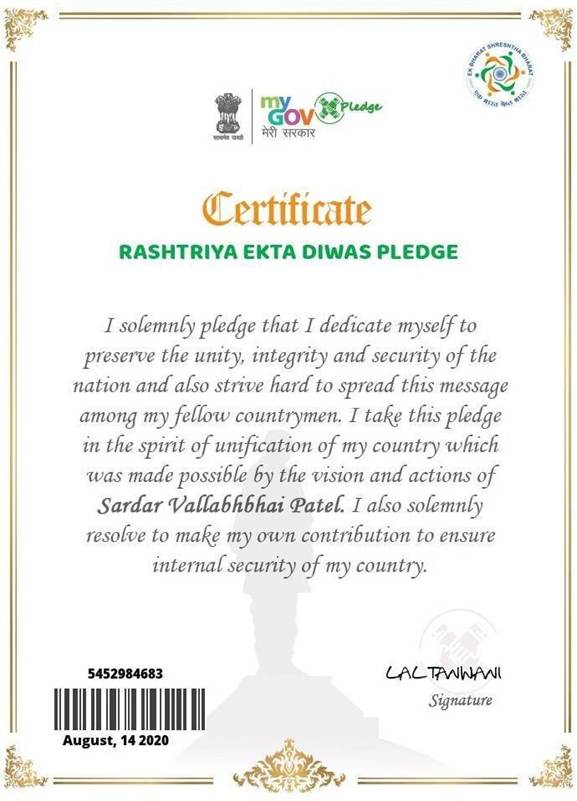 EK BHARAT SHRESHTHA BHARAT
एक भारत श्रेष्ठ भारत
my
GOV
मेरी सरकार
Pledge
सत्यमेव जयते
Certificate
RASHTRIYA EKTA DIWAS PLEDGE
I solemnly pledge that I dedicate myself to
preserve the unity, integrity and security of the
nation and also strive hard to spread this message
among my fellow countrymen. I take this pledge
in the spirit of unification of my country which
was made possible by the vision and actions of
Sardar Vallabhbhai Patel. I also solemnly
resolve to make my own contribution to ensure
internal security of my country.
5452984683
August, 14 2020
LAL TANWANI
Signature